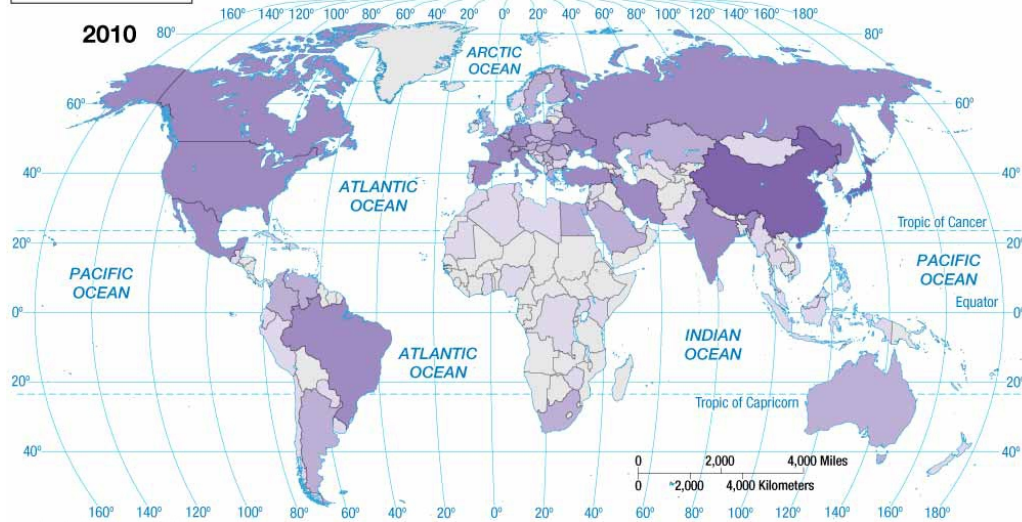 160° 140° 120° 100° 80° 60° 40° 20° 0° 20° 40° 60° 80° 100° 120° 140° 160° 180°
2010
80° 80°
ARCTIC
OCEAN
60° 60°
40° 40°
ATLANTIC
OCEAN
Tropic of Cancer
20° 20°
PACIFIC
OCEAN
PACIFIC
OCEAN
Equator
0° 0°
INDIAN
OCEAN
ATLANTIC
OCEAN
20° 20°
Tropic of Capricorn
40° 40°
0 2,000 4,000 Miles
0 2,000 4,000 Kilometers
160° 140° 120° 100° 80° 60° 40° 20° 0° 20° 40° 60° 80° 100° 120° 140° 160° 180°